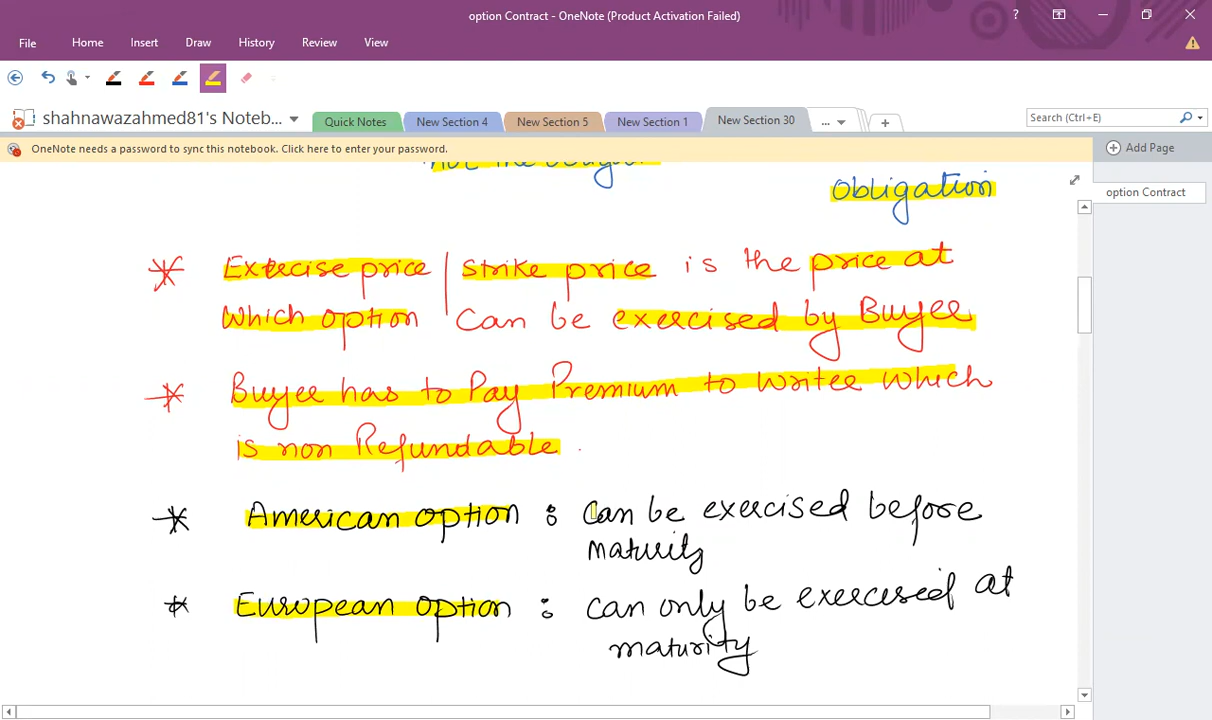 option Contract - OneNote (Product Activation Failed)
?
File Home Insert Draw History Review View
shahnawazahmed81's Noteb... Quick Notes New Section 4 New Section 5 New Section 1 New Section 30 ... Search (Ctrl+E)
OneNote needs a password to sync this notebook. Click here to enter your password.
Add Page
option Contract
not the
obligation
Exercise price | strike price is the price at
which option can be exercised by Buyer
Buyer has to Pay Premium to writer which
is non Refundable.
American option : can be exercised before
maturity
European option : can only be exercised at
maturity